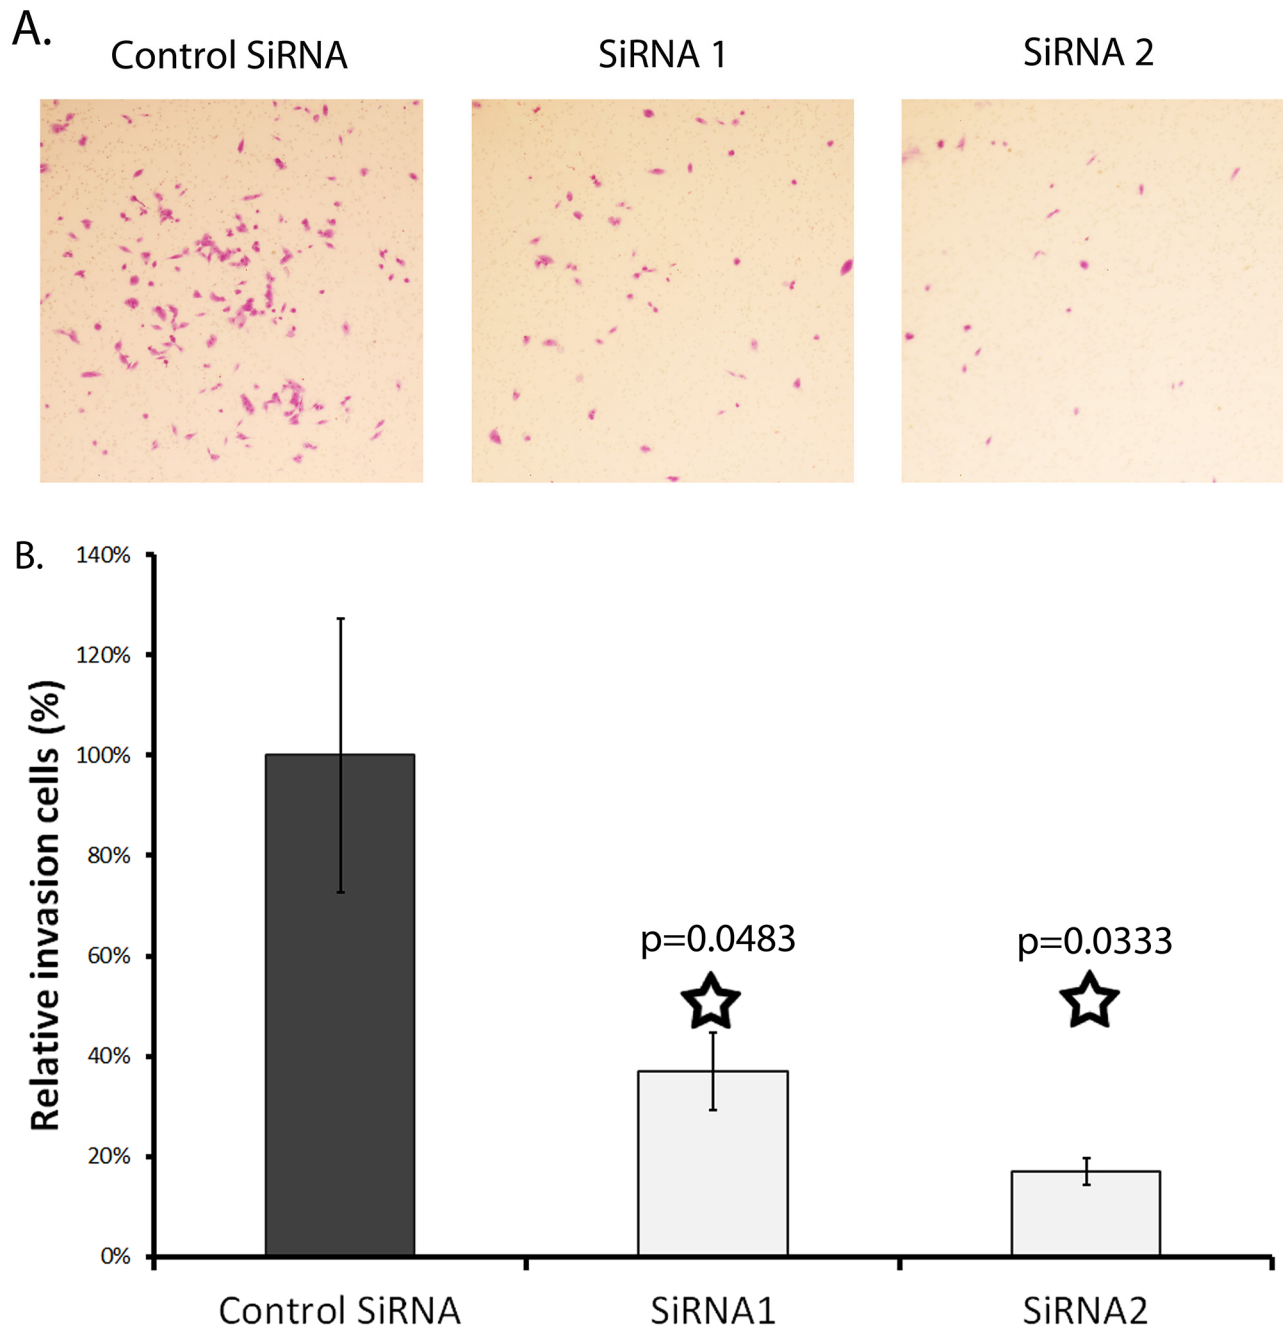 A.
Control SiRNA
SiRNA 1
SiRNA 2
B.
Relative invasion cells (%)
140%
120%
100%
80%
60%
40%
20%
0%
p=0.0483
p=0.0333
Control SiRNA
SiRNA1
SiRNA2